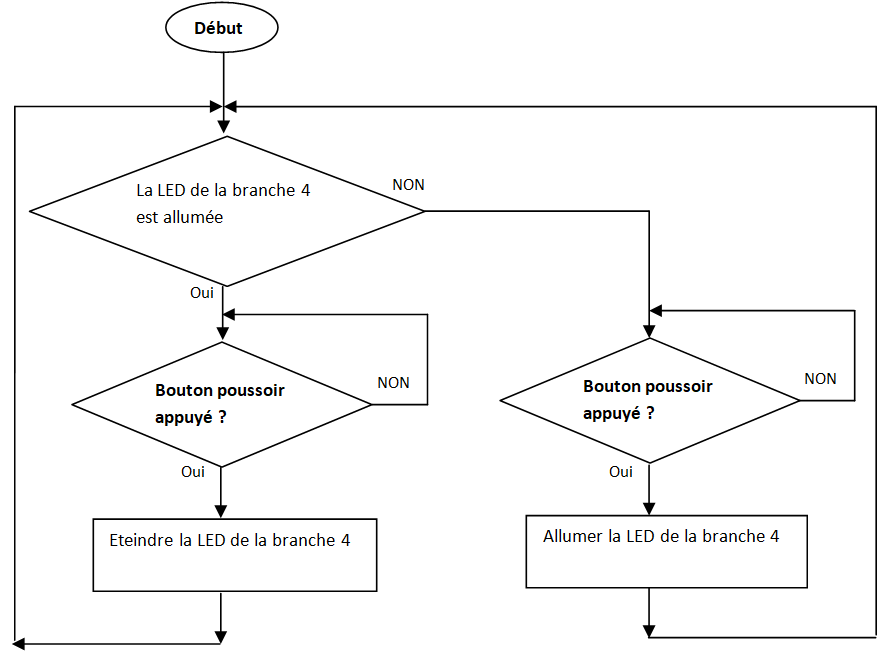 Début
La LED de la branche 4
est allumée
NON
Oui
Bouton poussoir
appuyé ?
NON
Oui
Eteindre la LED de la branche 4
Bouton poussoir
appuyé ?
NON
Oui
Allumer la LED de la branche 4